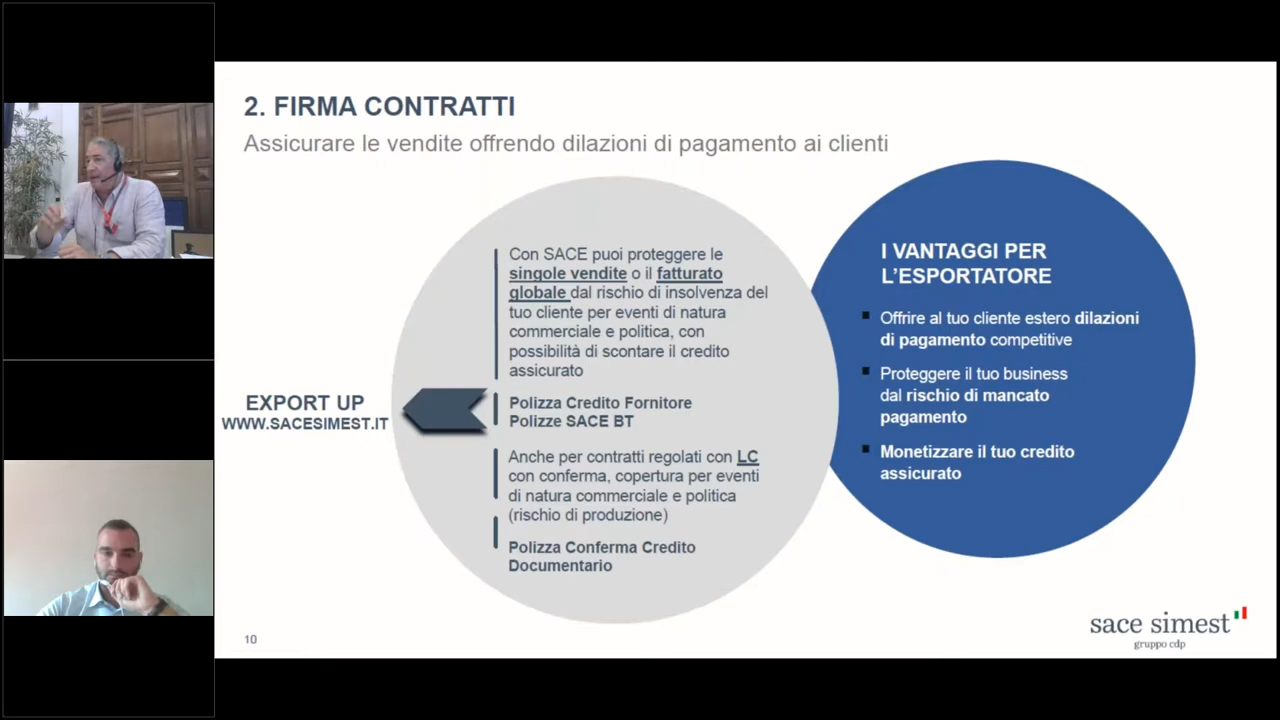 2. FIRMA CONTRATTI
Assicurare le vendite offrendo dilazioni di pagamento ai clienti
Con SACE puoi proteggere le
singole vendite o il fatturato
globale dal rischio di insolvenza del
tuo cliente per eventi di natura
commerciale e politica, con
possibilità di scontare il credito
assicurato
EXPORT UP
WWW.SACESIMEST.IT
Polizza Credito Fornitore
Polizze SACE BT
Anche per contratti regolati con LC
con conferma, copertura per eventi
di natura commerciale e politica
(rischio di produzione)
Polizza Conferma Credito
Documentario
I VANTAGGI PER
L'ESPORTATORE
Offrire al tuo cliente estero dilazioni
di pagamento competitive
Proteggere il tuo business
dal rischio di mancato
pagamento
Monetizzare il tuo credito
assicurato
10
sace simest
gruppo cdp